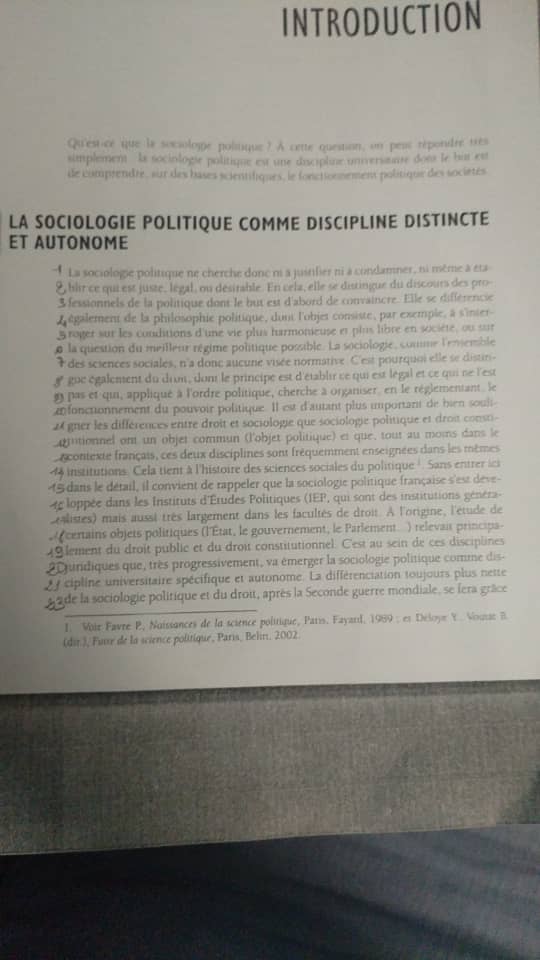 INTRODUCTION
Qu'est-ce que la sociologie politique ? À cette question, on peut répondre très
simplement la sociologie politique est une discipline universitaire dont le but est
de comprendre, sur des bases scientifiques, le fonctionnement politique des sociétés.
LA SOCIOLOGIE POLITIQUE COMME DISCIPLINE DISTINCTE
ET AUTONOME
1 La sociologie politique ne cherche donc ni à justifier ni à condamner, ni même à éta-
2 blir ce qui est juste, légal, ou désirable. En cela, elle se distingue du discours des pro-
3 fessionnels de la politique dont le but est d'abord de convaincre. Elle se différencie
4 également de la philosophie politique, dont l'objet consiste, par exemple, à s'inter-
5 roger sur les conditions d'une vie plus harmonieuse et plus libre en société, ou sur
6 la question du meilleur régime politique possible. La sociologie, comme l'ensemble
7 des sciences sociales, n'a donc aucune visée normative. C'est pourquoi elle se distin-
8 gue également du droit, dont le principe est d'établir ce qui est légal et ce qui ne l'est
9 pas et qui, appliqué à l'ordre politique, cherche à organiser, en le réglementant, le
10 fonctionnement du pouvoir politique. Il est d'autant plus important de bien souli-
11 gner les différences entre droit et sociologie que sociologie politique et droit consti-
12 tutionnel ont un objet commun (l'objet politique) et que, tout au moins dans le
13 contexte français, ces deux disciplines sont fréquemment enseignées dans les mêmes
14 institutions. Cela tient à l'histoire des sciences sociales du politique 1. Sans entrer ici
15 dans le détail, il convient de rappeler que la sociologie politique française s'est déve-
16 loppée dans les Instituts d'Études Politiques (IEP, qui sont des institutions généra-
listes) mais aussi très largement dans les facultés de droit. À l'origine, l'étude de
certains objets politiques (l'État, le gouvernement, le Parlement...) relevait principa-
19 lement du droit public et du droit constitutionnel. C'est au sein de ces disciplines
20 juridiques que, très progressivement, va émerger la sociologie politique comme dis-
21 cipline universitaire spécifique et autonome. La différenciation toujours plus nette
de la sociologie politique et du droit, après la Seconde guerre mondiale, se fera grâce
1. Voir Favre P., Naissances de la science politique, Paris, Fayard, 1989 ; et Déloye Y., Voutat B.
(dir.), Faire de la science politique, Paris, Belin, 2002.